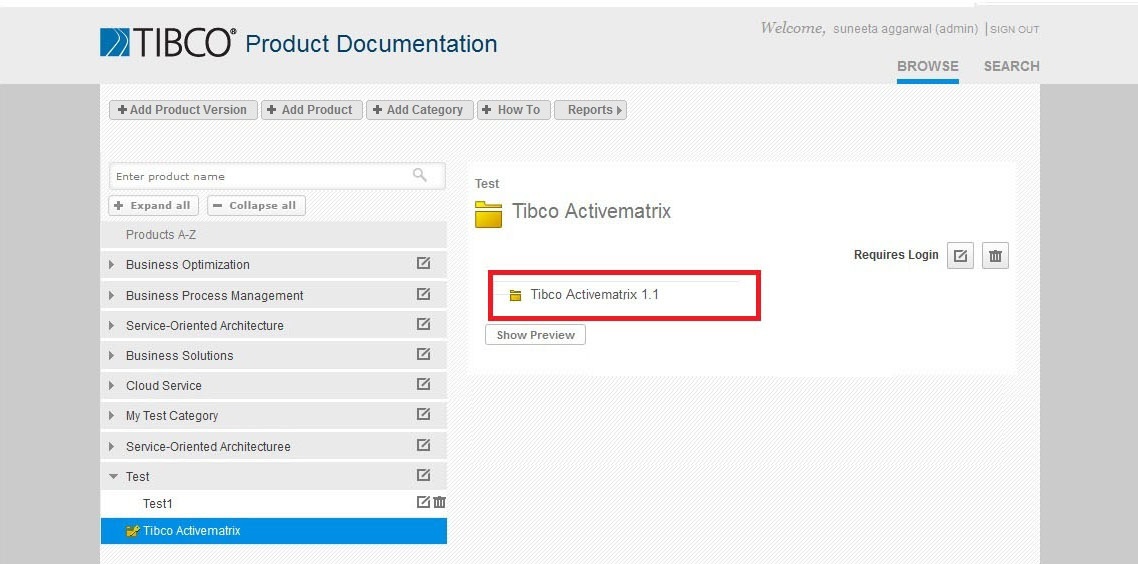 TIBCO® Product Documentation
Welcome, suneeta aggarwal (admin) | SIGN OUT
BROWSE SEARCH
Add Product Version Add Product Add Category How To Reports
Enter product name
Expand all Collapse all
Products A-Z
Business Optimization
Business Process Management
Service-Oriented Architecture
Business Solutions
Cloud Service
My Test Category
Service-Oriented Architecturee
Test
Test1
Tibco Activematrix
Test
Tibco Activematrix
Requires Login
Tibco Activematrix 1.1
Show Preview